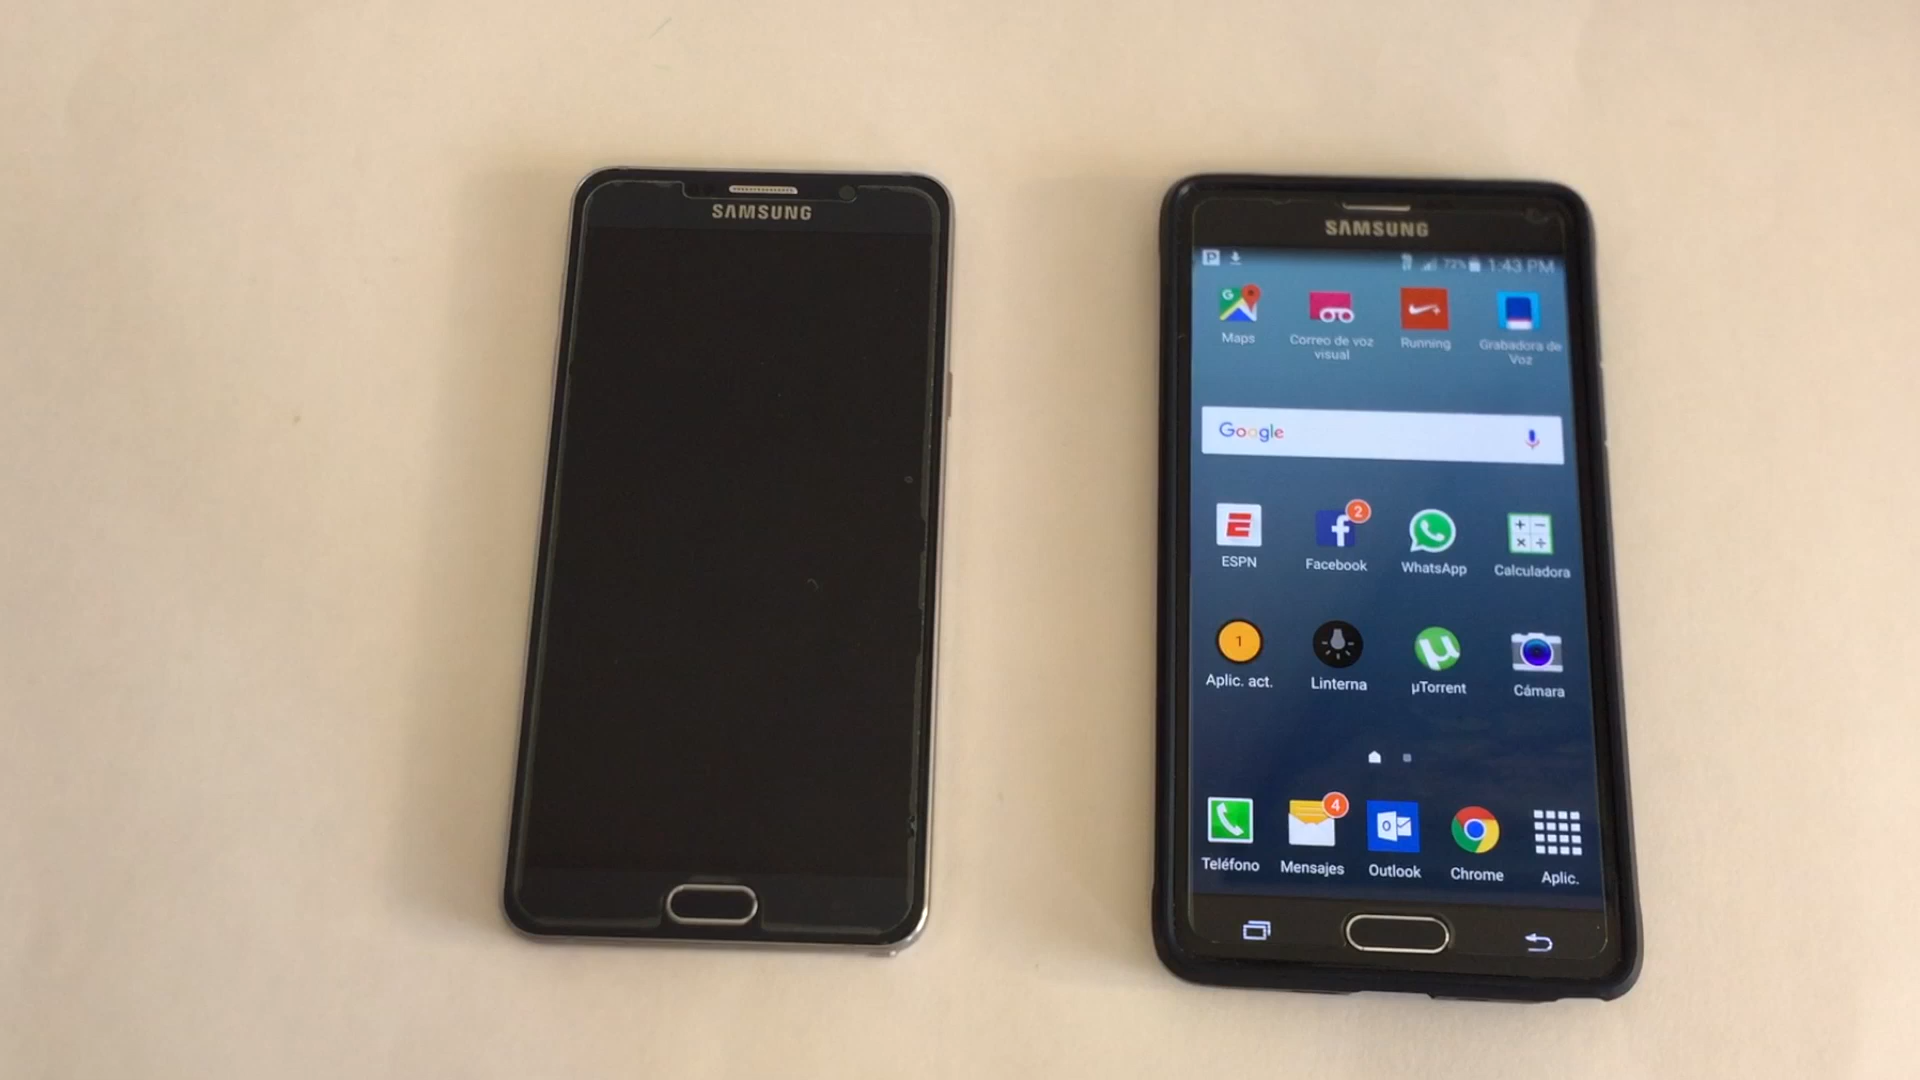 SAMSUNG
SAMSUNG
72% 1:43 PM
G
Maps
Correo de voz
visual
Running
Grabadora de
Voz
Google
ESPN
2
Facebook
WhatsApp
Calculadora
1
Aplic. act.
Linterna
µTorrent
Cámara
Teléfono
4
Mensajes
Outlook
Chrome
Aplic.